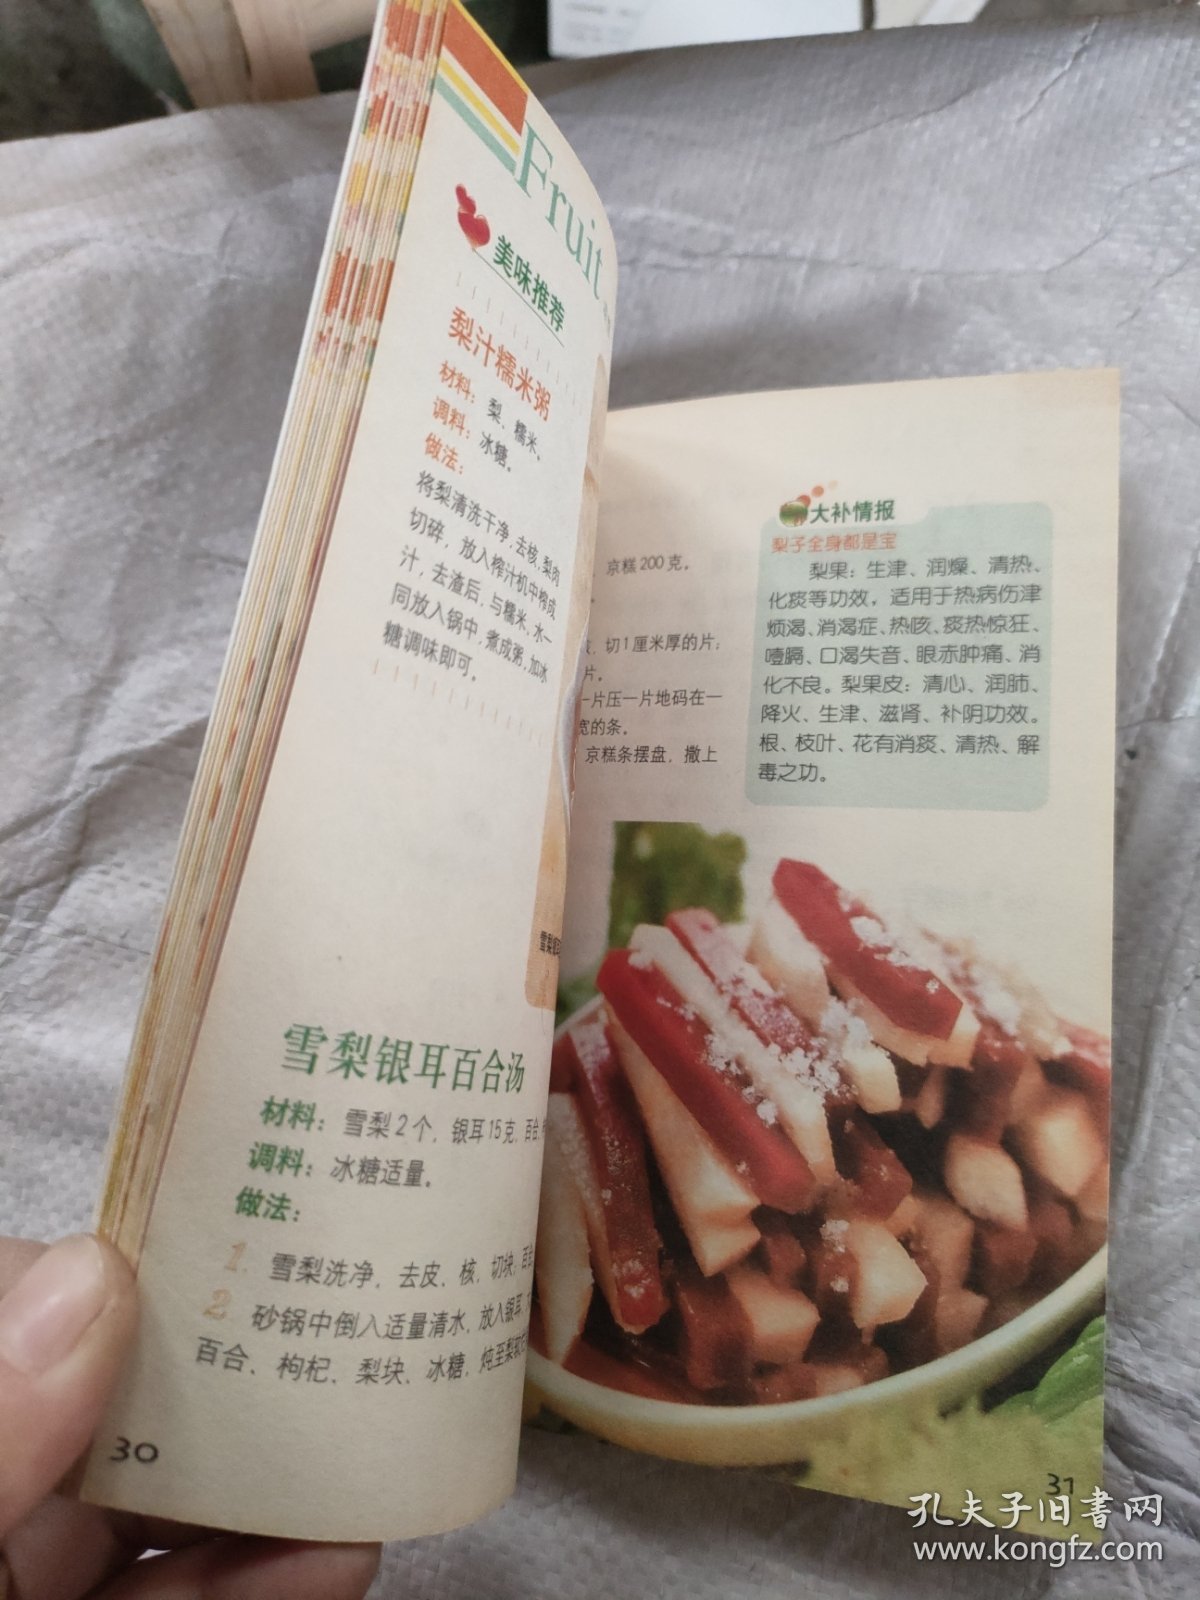 Fruit
美味推荐
梨汁糯米粥
材料：梨、糯米、
调料：冰糖。
做法：
将梨清洗干净，去核，梨肉
切碎，放入榨汁机中榨成
汁，去渣后，与糯米、水一
同放入锅中，煮成粥，加冰
糖调味即可。
雪梨银耳百合汤
材料：雪梨2个，银耳15克，百合，
调料：冰糖适量。
做法：
1. 雪梨洗净，去皮、核，切块，百
2 砂锅中倒入适量清水，放入银耳、
百合、枸杞、梨块、冰糖，炖至梨
30
京糕200克。
切1厘米厚的片；
片。
一片压一片地码在一
宽的条。
京糕条摆盘，撒上
大补情报
梨子全身都是宝
梨果：生津、润燥、清热、
化痰等功效，适用于热病伤津
烦渴、消渴症、热咳、痰热惊狂、
噎膈、口渴失音、眼赤肿痛、消
化不良。梨果皮：清心、润肺、
降火、生津、滋肾、补阴功效。
根、枝叶、花有消痰、清热、解
毒之功。
31
孔夫子旧书网
www.kongfz.com